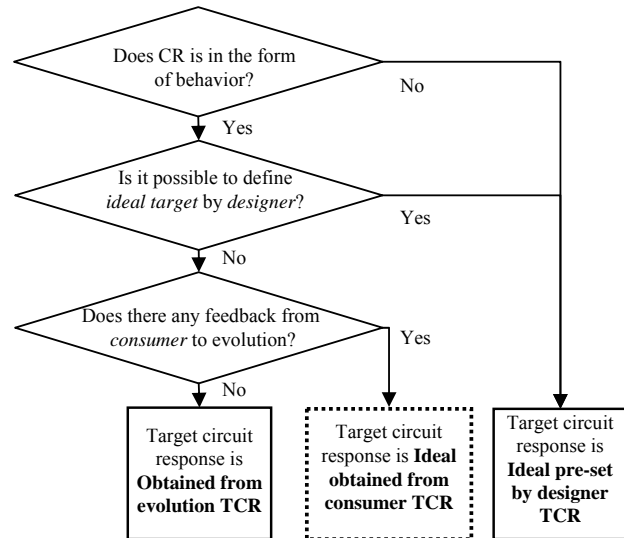 Does CR is in the form
of behavior?
No
Yes
Is it possible to define
ideal target by designer?
Yes
No
Does there any feedback from
consumer to evolution?
Yes
No
Target circuit
response is
Obtained from
evolution TCR
Target circuit
response is Ideal
obtained from
consumer TCR
Target circuit
response is
Ideal pre-set
by designer
TCR